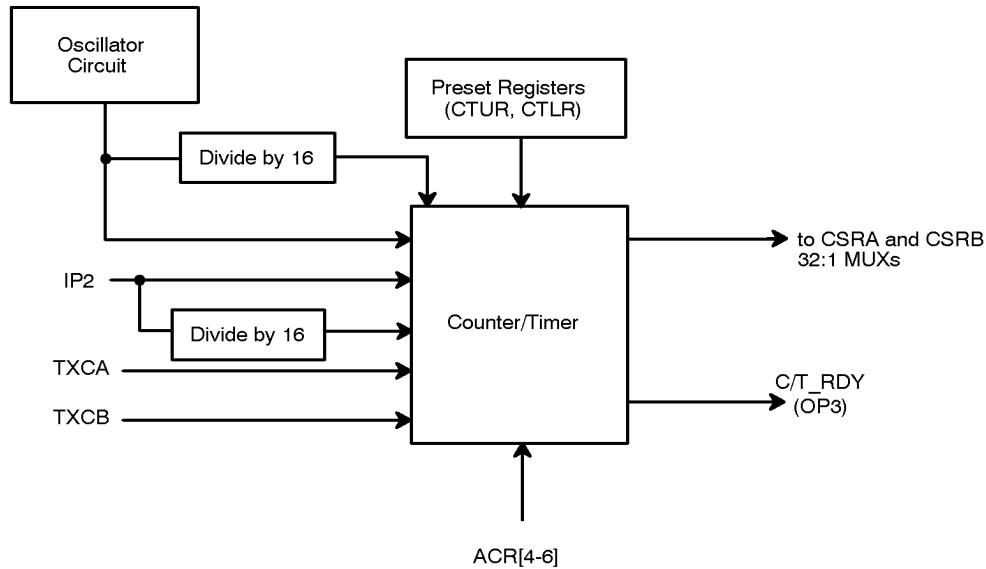 Oscillator
Circuit
Preset Registers
(CTUR, CTLR)
Divide by 16
to CSRA and CSRB
32:1 MUXs
IP2
Counter/Timer
Divide by 16
TXCA
C/T_RDY
(OP3)
TXCB
ACR[4-6]